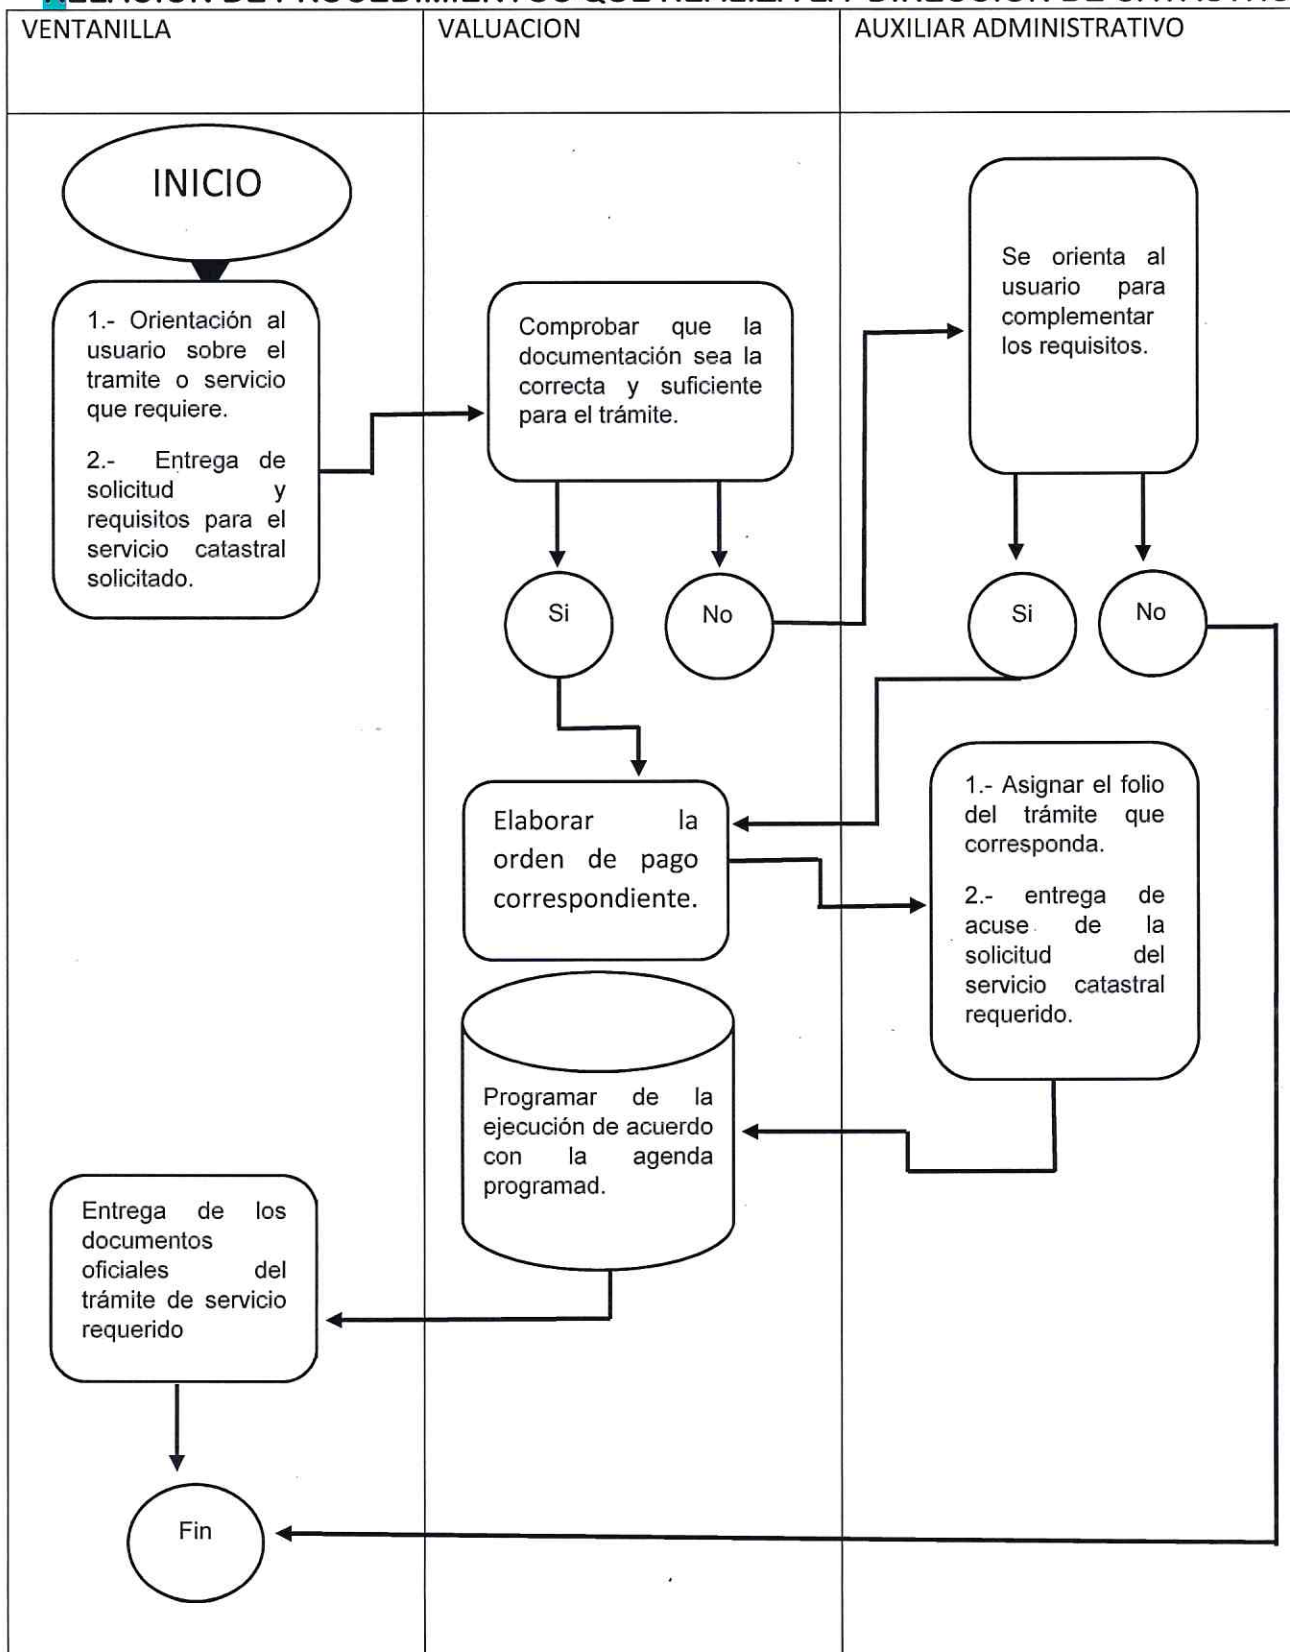 VENTANILLA
VALUACION
AUXILIAR ADMINISTRATIVO
INICIO
1.- Orientación al
usuario sobre el
tramite o servicio
que requiere.
2.- Entrega de
solicitud y
requisitos para el
servicio catastral
solicitado.
Comprobar que la
documentación sea la
correcta y suficiente
para el trámite.
Se orienta al
usuario para
complementar
los requisitos.
Si
No
Si
No
Elaborar la
orden de pago
correspondiente.
1.- Asignar el folio
del trámite que
corresponda.
2.- entrega de
acuse de la
solicitud del
servicio catastral
requerido.
Programar de la
ejecución de acuerdo
con la agenda
programad.
Entrega de los
documentos
oficiales del
trámite de servicio
requerido
Fin